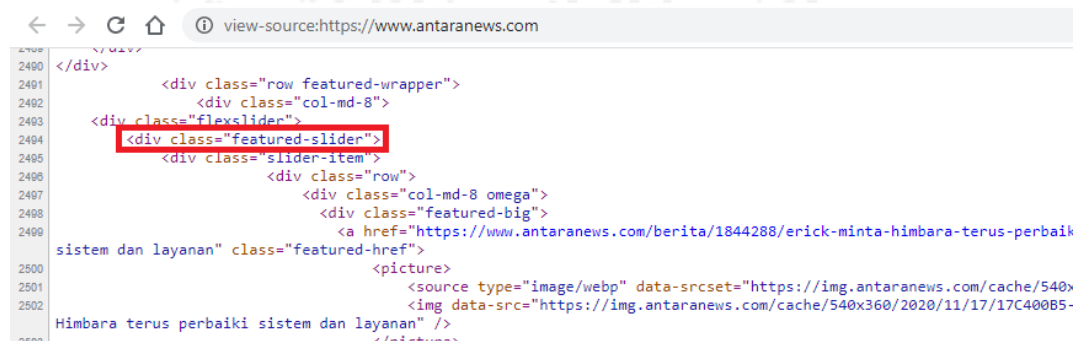 view-source:https://www.antaranews.com
2489 </div>
2490 </div>
2491 <div class="row featured-wrapper">
2492 <div class="col-md-8">
2493 <div class="flexslider">
2494 <div class="featured-slider">
2495 <div class="slider-item">
2496 <div class="row">
2497 <div class="col-md-8 omega">
2498 <div class="featured-big">
2499 <a href="https://www.antaranews.com/berita/1844288/erick-minta-himbara-terus-perbaik
sistem dan layanan" class="featured-href">
2500 <picture>
2501 <source type="image/webp" data-srcset="https://img.antaranews.com/cache/540x
2502 <img data-src="https://img.antaranews.com/cache/540x360/2020/11/17/17C400B5-
Himbara terus perbaiki sistem dan layanan" />
2503 </picture>